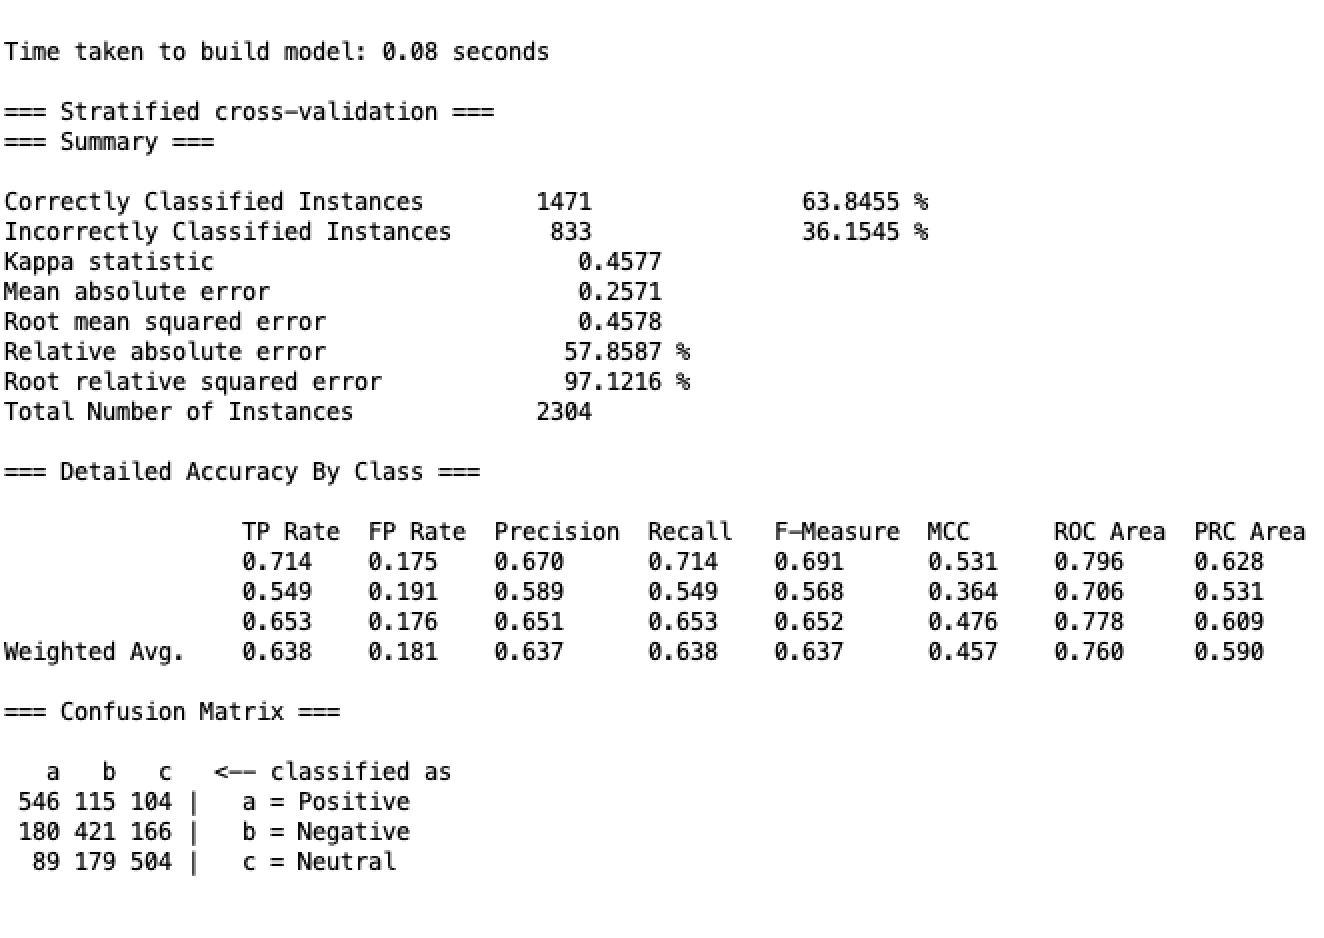 Time taken to build model: 0.08 seconds
=== Stratified cross-validation ===
=== Summary ===
Correctly Classified Instances 1471 63.8455 %
Incorrectly Classified Instances 833 36.1545 %
Kappa statistic 0.4577
Mean absolute error 0.2571
Root mean squared error 0.4578
Relative absolute error 57.8587 %
Root relative squared error 97.1216 %
Total Number of Instances 2304
=== Detailed Accuracy By Class ===
TP Rate FP Rate Precision Recall F-Measure MCC ROC Area PRC Area
0.714 0.175 0.670 0.714 0.691 0.531 0.796 0.628
0.549 0.191 0.589 0.549 0.568 0.364 0.706 0.531
0.653 0.176 0.651 0.653 0.652 0.476 0.778 0.609
Weighted Avg. 0.638 0.181 0.637 0.638 0.637 0.457 0.760 0.590
=== Confusion Matrix ===
a b c <-- classified as
546 115 104 | a = Positive
180 421 166 | b = Negative
89 179 504 | c = Neutral